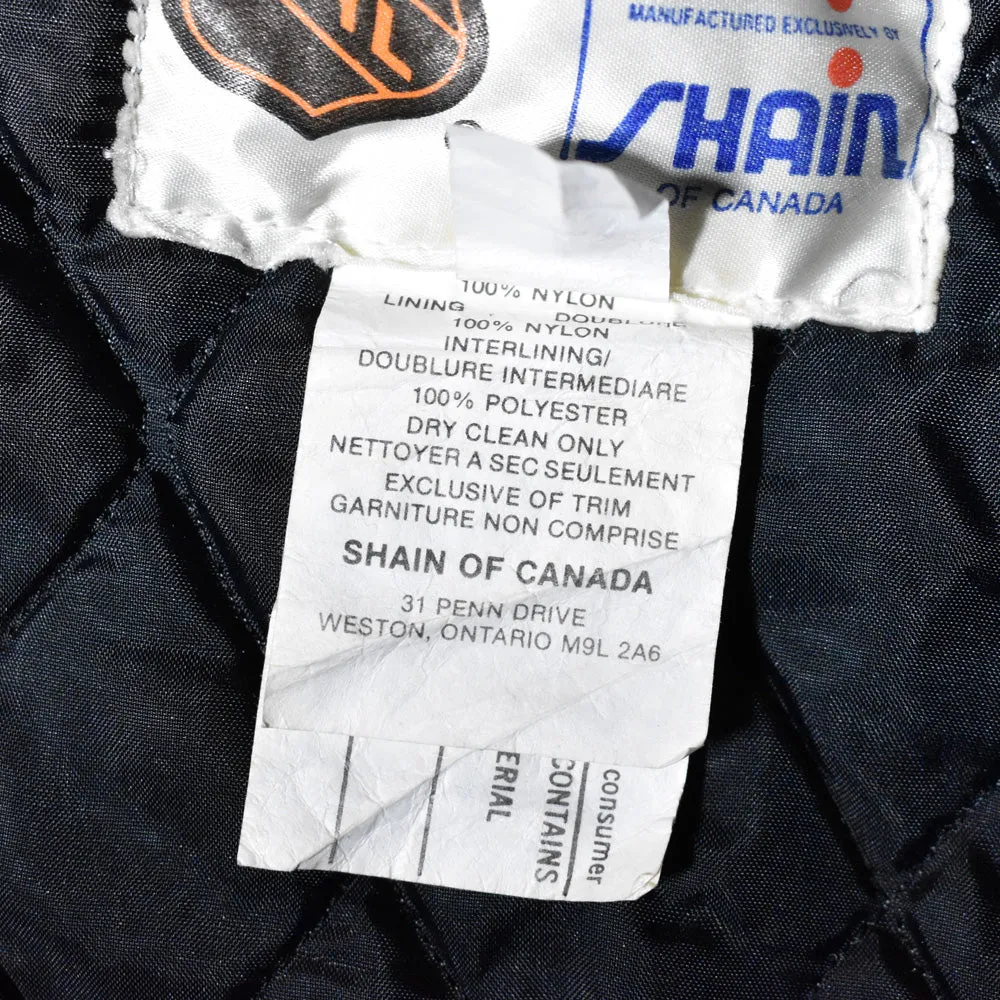 MANUFACTURED EXCLUSIVELY BY
SHAIN
OF CANADA
100% NYLON
LINING DOUBLURE
100% NYLON
INTERLINING/
DOUBLURE INTERMEDIARE
100% POLYESTER
DRY CLEAN ONLY
NETTOYER A SEC SEULEMENT
EXCLUSIVE OF TRIM
GARNITURE NON COMPRISE
SHAIN OF CANADA
31 PENN DRIVE
WESTON, ONTARIO M9L 2A6
consumer
CONTAINS
ERIAL